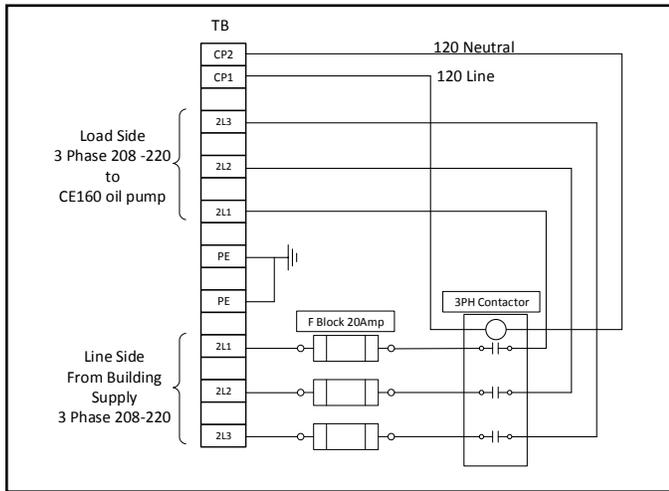 TB
CP2
120 Neutral
CP1
120 Line
2L3
Load Side
3 Phase 208 -220
to
CE160 oil pump
2L2
2L1
PE
PE
3PH Contactor
F Block 20Amp
2L1
Line Side
From Building
Supply
3 Phase 208-220
2L2
2L3